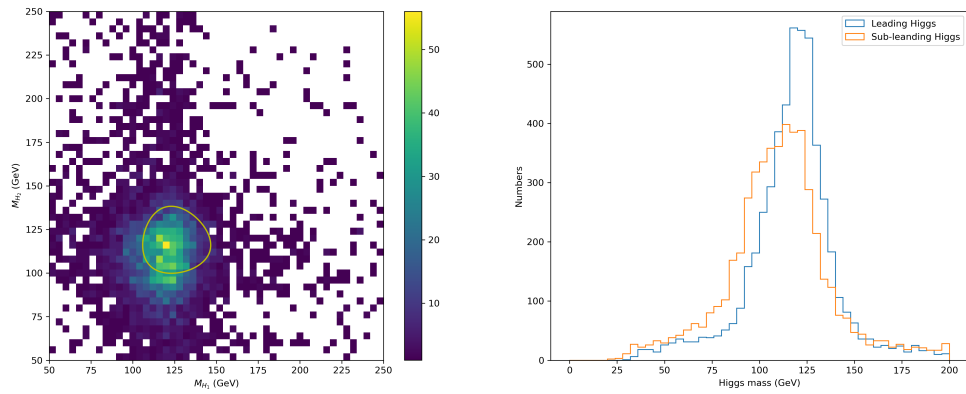 250
225
200
175
150
125
100
75
50
M_{H_2} (GeV)
50 75 100 125 150 175 200 225 250
M_{H_1} (GeV)
50
40
30
20
10
Leading Higgs
Sub-leanding Higgs
500
400
300
200
100
0
Numbers
0 25 50 75 100 125 150 175 200
Higgs mass (GeV)